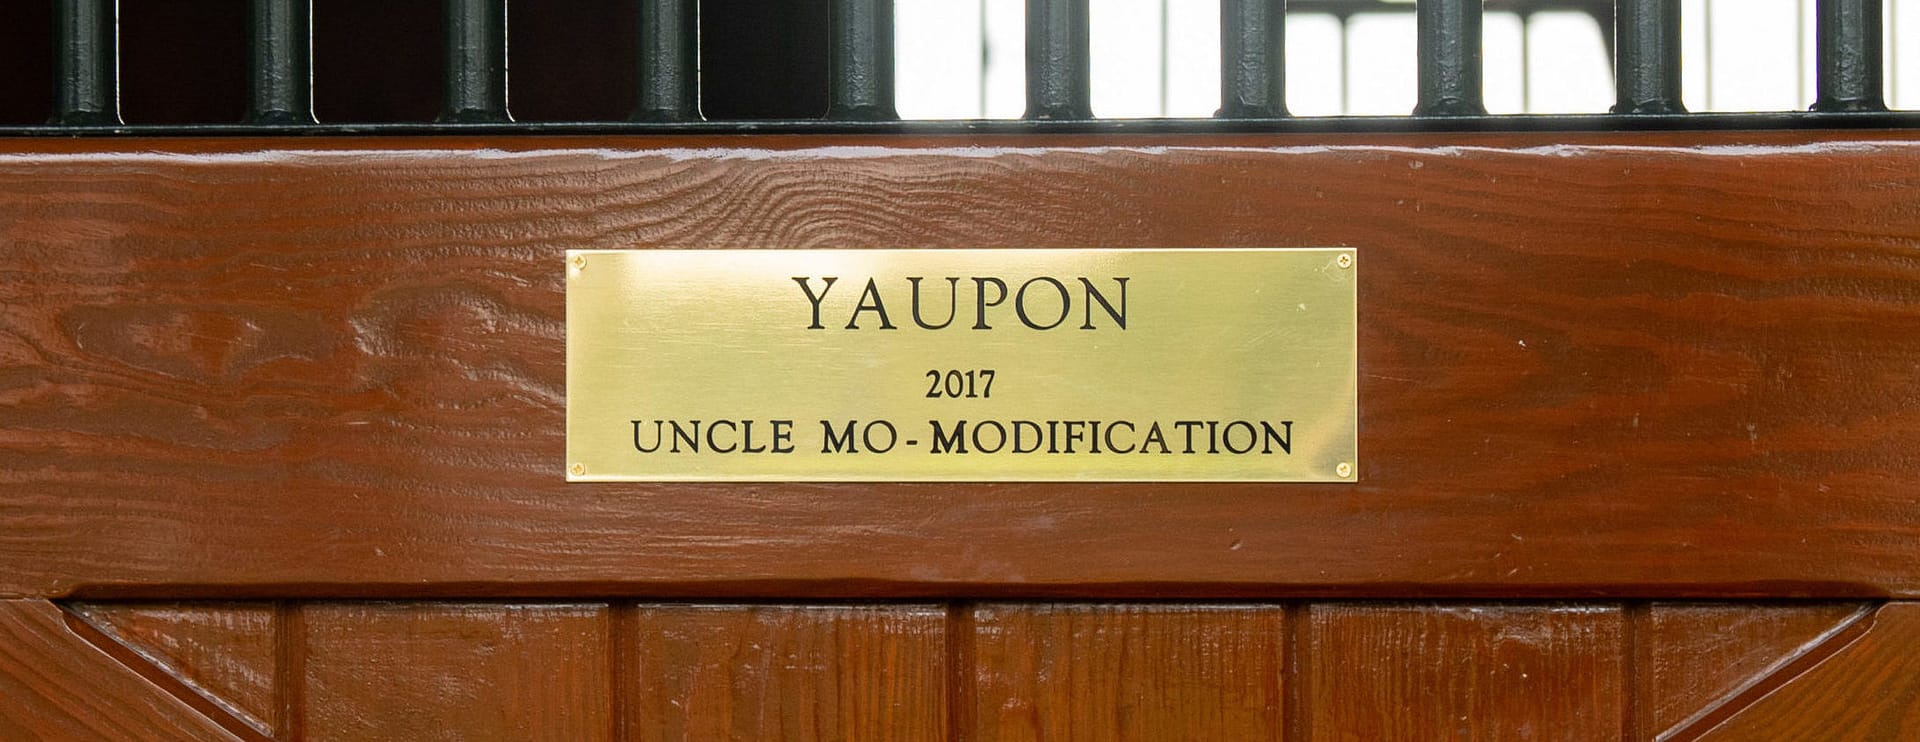 YAUPON
2017
UNCLE MO - MODIFICATION